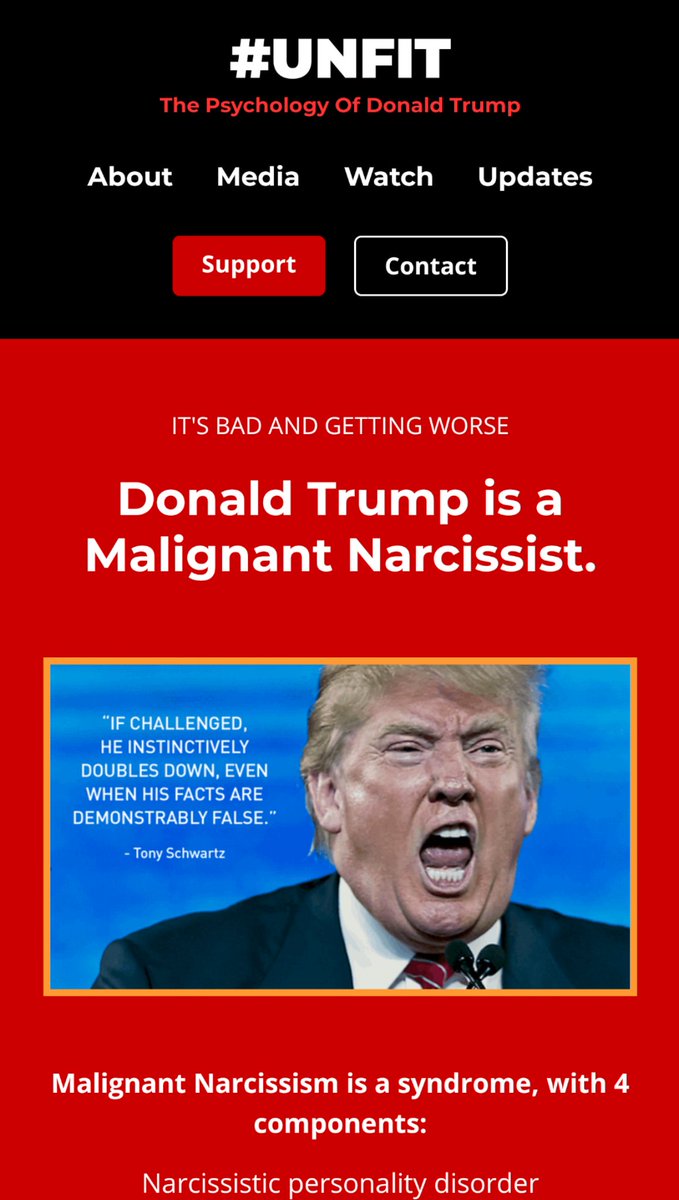 #UNFIT
The Psychology Of Donald Trump
About Media Watch Updates
Support Contact
IT'S BAD AND GETTING WORSE
Donald Trump is a
Malignant Narcissist.
“IF CHALLENGED,
HE INSTINCTIVELY
DOUBLES DOWN, EVEN
WHEN HIS FACTS ARE
DEMONSTRABLY FALSE.”
- Tony Schwartz
Malignant Narcissism is a syndrome, with 4
components:
Narcissistic personality disorder